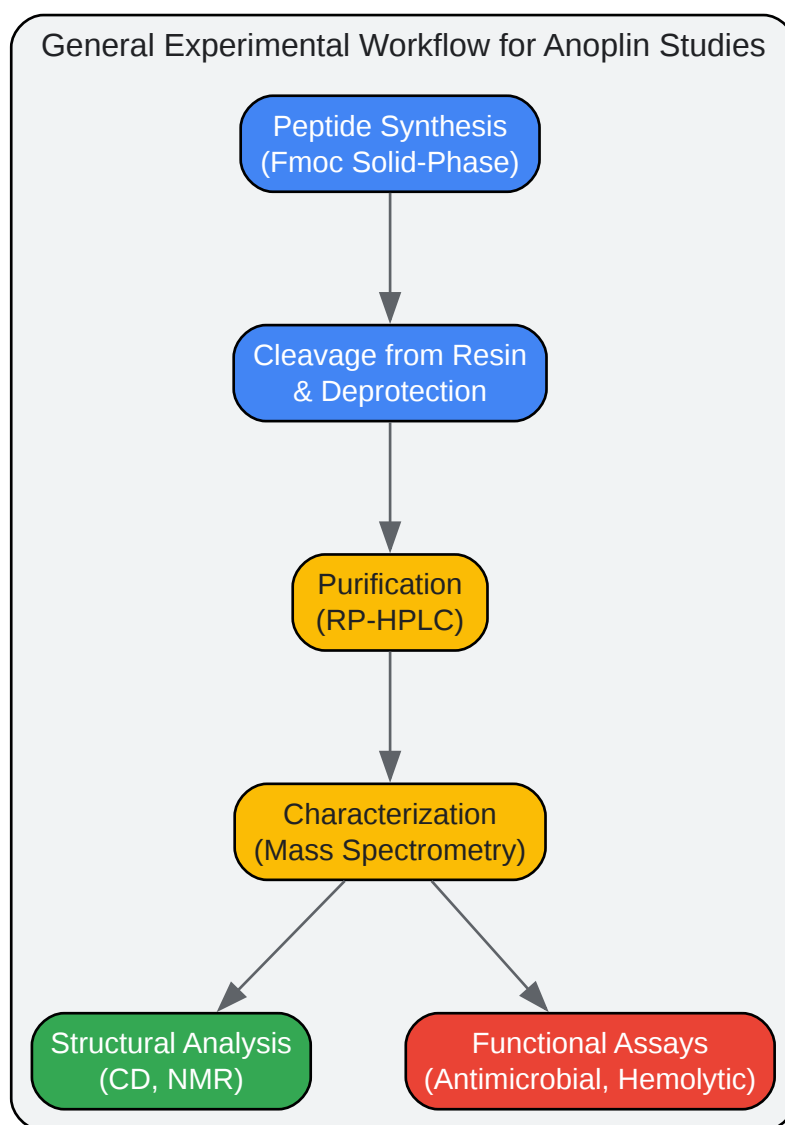 General Experimental Workflow for Anoplin Studies
Peptide Synthesis
(Fmoc Solid-Phase)
Cleavage from Resin
& Deprotection
Purification
(RP-HPLC)
Characterization
(Mass Spectrometry)
Structural Analysis
(CD, NMR)
Functional Assays
(Antimicrobial, Hemolytic)